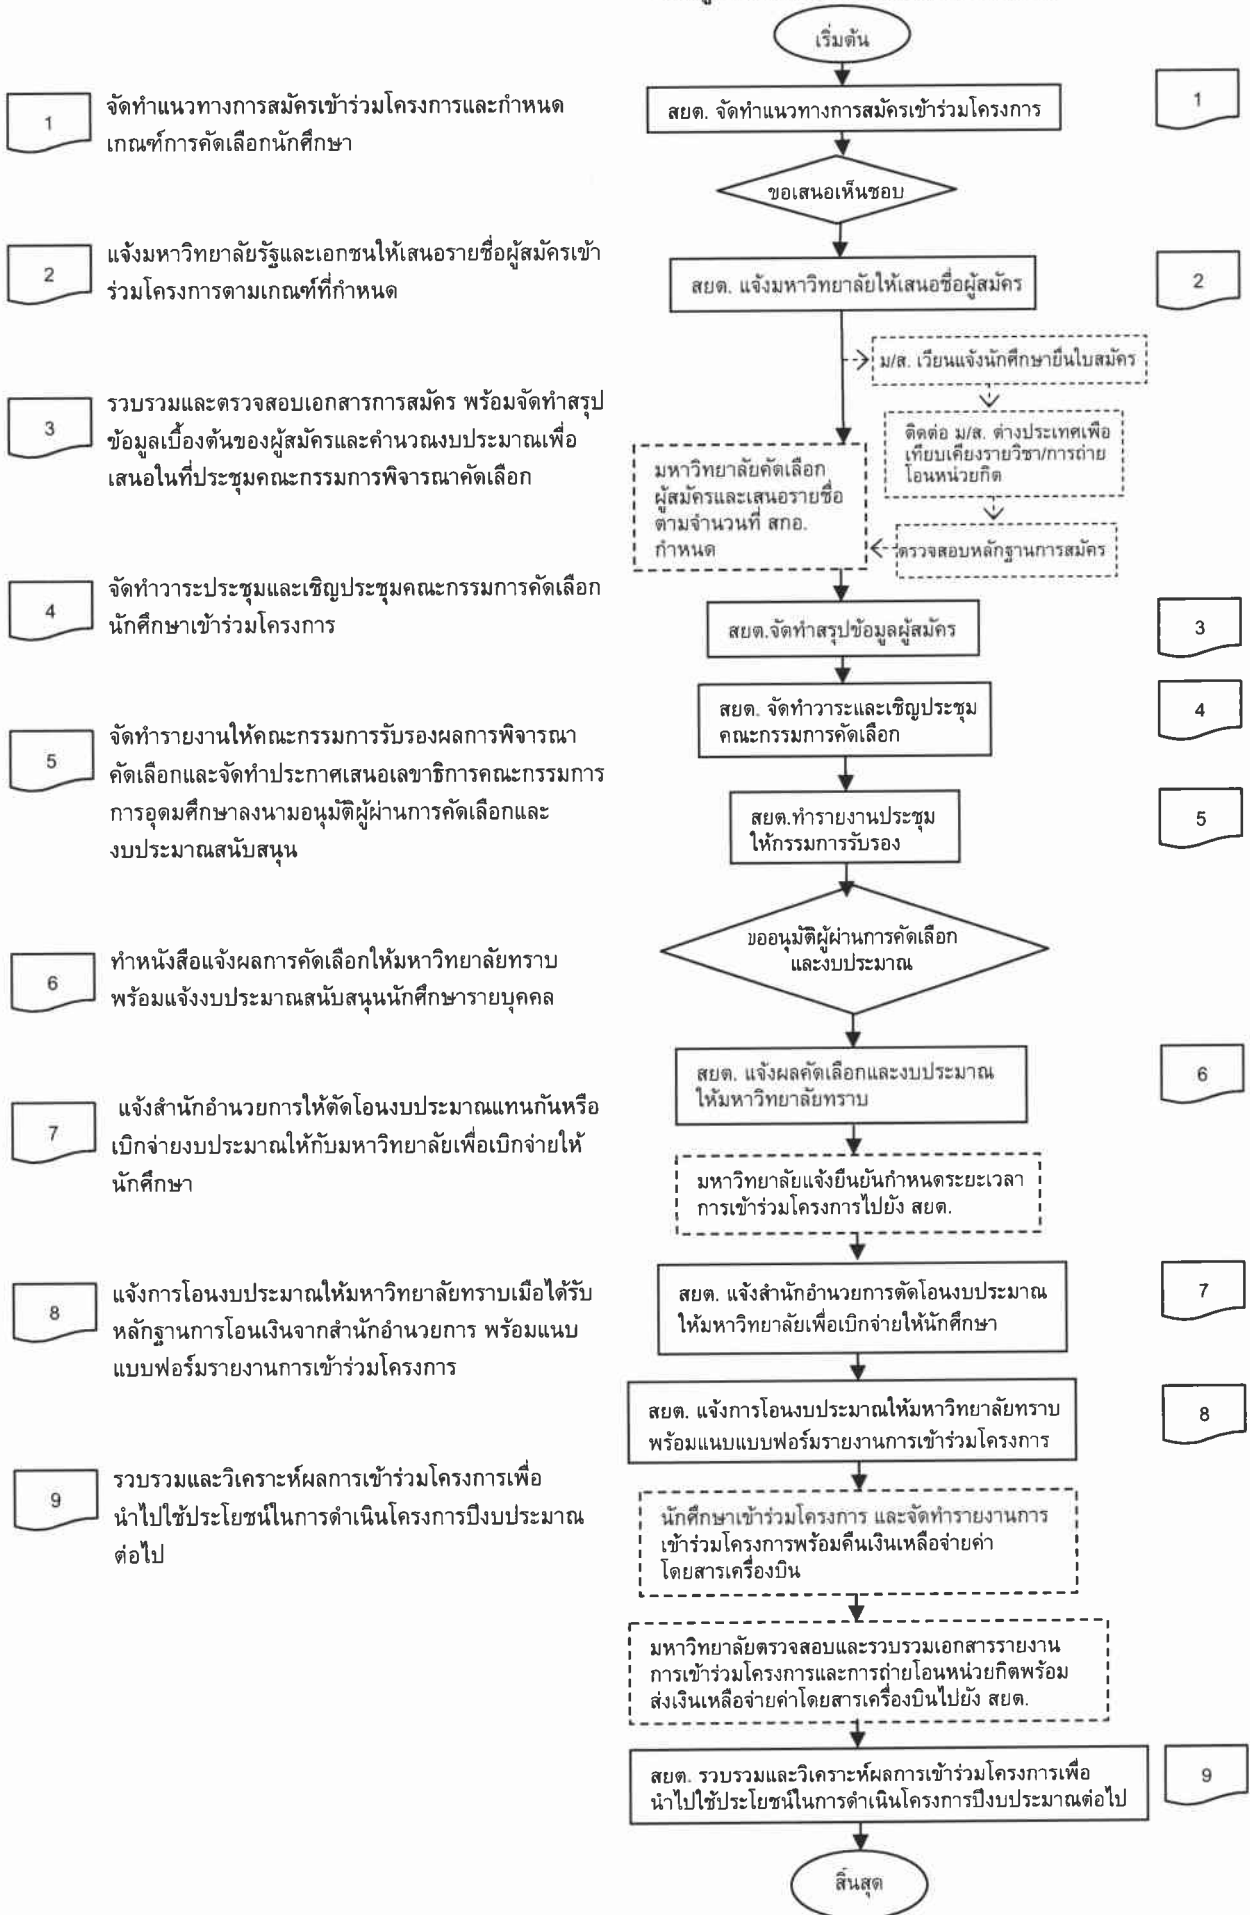 เริ่มต้น
1
จัดทำแนวทางการสมัครเข้าร่วมโครงการและกำหนด
เกณฑ์การคัดเลือกนักศึกษา
2
แจ้งมหาวิทยาลัยรัฐและเอกชนให้เสนอรายชื่อผู้สมัครเข้า
ร่วมโครงการตามเกณฑ์ที่กำหนด
3
รวบรวมและตรวจสอบเอกสารการสมัคร พร้อมจัดทำสรุป
ข้อมูลเบื้องต้นของผู้สมัครและคำนวณงบประมาณเพื่อ
เสนอในที่ประชุมคณะกรรมการพิจารณาคัดเลือก
4
จัดทำวาระประชุมและเชิญประชุมคณะกรรมการคัดเลือก
นักศึกษาเข้าร่วมโครงการ
5
จัดทำรายงานให้คณะกรรมการรับรองผลการพิจารณา
คัดเลือกและจัดทำประกาศเสนอเลขาธิการคณะกรรมการ
การอุดมศึกษาลงนามอนุมัติผู้ผ่านการคัดเลือกและ
งบประมาณสนับสนุน
6
ทำหนังสือแจ้งผลการคัดเลือกให้มหาวิทยาลัยทราบ
พร้อมแจ้งงบประมาณสนับสนุนนักศึกษารายบุคคล
7
แจ้งสำนักอำนวยการให้ตัดโอนงบประมาณแทนกันหรือ
เบิกจ่ายงบประมาณให้กับมหาวิทยาลัยเพื่อเบิกจ่ายให้
นักศึกษา
8
แจ้งการโอนงบประมาณให้มหาวิทยาลัยทราบเมื่อได้รับ
หลักฐานการโอนเงินจากสำนักอำนวยการ พร้อมแนบ
แบบฟอร์มรายงานการเข้าร่วมโครงการ
9
รวบรวมและวิเคราะห์ผลการเข้าร่วมโครงการเพื่อ
นำไปใช้ประโยชน์ในการดำเนินโครงการปีงบประมาณ
ต่อไป
สยต. จัดทำแนวทางการสมัครเข้าร่วมโครงการ
1
ขอเสนอเห็นชอบ
สยต. แจ้งมหาวิทยาลัยให้เสนอชื่อผู้สมัคร
2
ม/ส. เวียนแจ้งนักศึกษายื่นใบสมัคร
ติดต่อ ม/ส. ต่างประเทศเพื่อ
เทียบเคียงรายวิชา/การถ่าย
โอนหน่วยกิต
ตรวจสอบหลักฐานการสมัคร
มหาวิทยาลัยคัดเลือก
ผู้สมัครและเสนอรายชื่อ
ตามจำนวนที่ สกอ.
กำหนด
สยต.จัดทำสรุปข้อมูลผู้สมัคร
3
สยต. จัดทำวาระและเชิญประชุม
คณะกรรมการคัดเลือก
4
สยต.ทำรายงานประชุม
ให้กรรมการรับรอง
5
ขออนุมัติผู้ผ่านการคัดเลือก
และงบประมาณ
สยต. แจ้งผลคัดเลือกและงบประมาณ
ให้มหาวิทยาลัยทราบ
6
มหาวิทยาลัยแจ้งยืนยันกำหนดระยะเวลา
การเข้าร่วมโครงการไปยัง สยต.
สยต. แจ้งสำนักอำนวยการตัดโอนงบประมาณ
ให้มหาวิทยาลัยเพื่อเบิกจ่ายให้นักศึกษา
7
สยต. แจ้งการโอนงบประมาณให้มหาวิทยาลัยทราบ
พร้อมแนบแบบฟอร์มรายงานการเข้าร่วมโครงการ
8
นักศึกษาเข้าร่วมโครงการ และจัดทำรายงานการ
เข้าร่วมโครงการพร้อมคืนเงินเหลือจ่ายค่า
โดยสารเครื่องบิน
มหาวิทยาลัยตรวจสอบและรวบรวมเอกสารรายงาน
การเข้าร่วมโครงการและการถ่ายโอนหน่วยกิตพร้อม
ส่งเงินเหลือจ่ายค่าโดยสารเครื่องบินไปยัง สยต.
สยต. รวบรวมและวิเคราะห์ผลการเข้าร่วมโครงการเพื่อ
นำไปใช้ประโยชน์ในการดำเนินโครงการปีงบประมาณต่อไป
9
สิ้นสุด